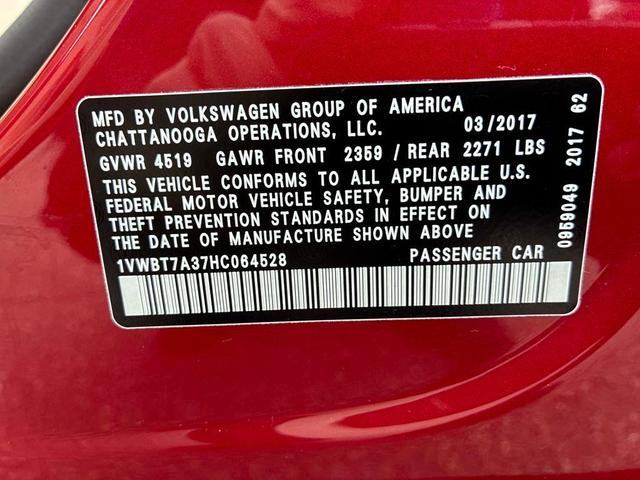 MFD BY VOLKSWAGEN GROUP OF AMERICA
CHATTANOOGA OPERATIONS, LLC. 03/2017
GVWR 4519 GAWR FRONT 2359 / REAR 2271 LBS
THIS VEHICLE CONFORMS TO ALL APPLICABLE U.S.
FEDERAL MOTOR VEHICLE SAFETY, BUMPER AND
THEFT PREVENTION STANDARDS IN EFFECT ON
THE DATE OF MANUFACTURE SHOWN ABOVE
1VWBT7A37HC064528 PASSENGER CAR
0959049 2017 62